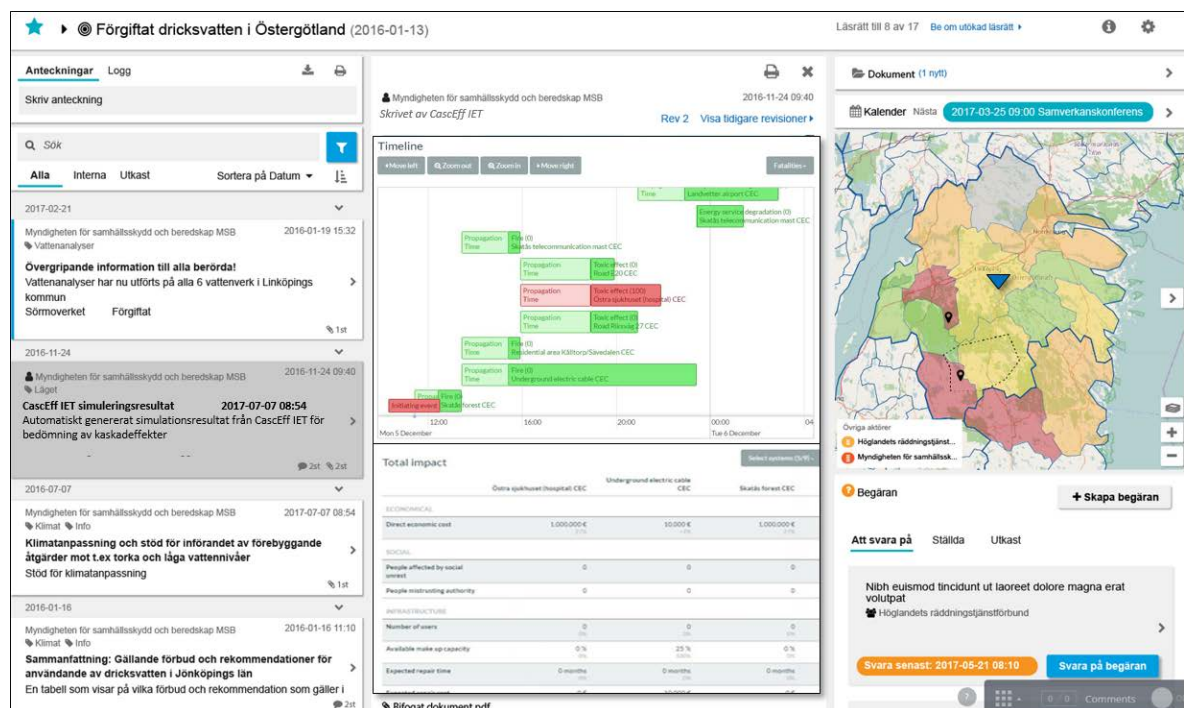 Förgiftat dricksvatten i Östergötland (2016-01-13)
Läsrätt till 8 av 17 Be om utökad läsrätt
Anteckningar Logg
Skriv anteckning
Sök
Alla Interna Utkast Sortera på Datum
2017-02-21
Myndigheten för samhällsskydd och beredskap MSB 2016-01-19 15:32
Vattenanalyser
Övergripande information till alla berörda!
Vattenanalyser har nu utförts på alla 6 vattenverk i Linköpings
kommun
Sörmoverket Förgiftat
1st
2016-11-24
Myndigheten för samhällsskydd och beredskap MSB 2016-11-24 09:40
Läget
CascEff IET simuleringsresultat 2017-07-07 08:54
Automatiskt genererat simulationsresultat från CascEff IET för
bedömning av kaskadeffekter
2st 2st
2016-07-07
Myndigheten för samhällsskydd och beredskap MSB 2017-07-07 08:54
Klimat Info
Klimatanpassning och stöd för införandet av förebyggande
åtgärder mot t.ex torka och låga vattennivåer
Stöd för klimatanpassning
1st
2016-01-16
Myndigheten för samhällsskydd och beredskap MSB 2016-01-16 11:10
Klimat Info
Sammanfattning: Gällande förbud och rekommendationer för
användande av dricksvatten i Jönköpings län
En tabell som visar på vilka förbud och rekommendation som gäller i
2st
Myndigheten för samhällsskydd och beredskap MSB 2016-11-24 09:40
Skrivet av CascEff IET
Rev 2 Visa tidigare revisioner
Timeline
Move left Zoom out Zoom in Move right Fatalities
Time Landvetter airport CEC
Energy service degradation (0)
Skatås telecommunication mast CEC
Propagation Fire (0)
Time Skatås telecommunication mast CEC
Propagation Toxic effect (0)
Time Road E20 CEC
Propagation Toxic effect (100)
Time Östra sjukhuset (hospital) CEC
Propagation Toxic effect (0)
Time Road Riksväg 27 CEC
Propagation Fire (0)
Time Residential area Kålltorp/Sävedalen CEC
Propagation Fire (0)
Time Underground electric cable CEC
Fire (0)
Initiating event Skatås forest CEC
12:00 16:00 20:00 00:00 04
Mon 5 December Tue 6 December
Total impact Select systems (3/9)
Östra sjukhuset (hospital) CEC Underground electric cable CEC Skatås forest CEC
ECONOMICAL
Direct economic cost 1.000.000 € 10.000 € 1.000.000 €
SOCIAL
People affected by social unrest 0 0 0
People mistrusting authority 0 0 0
INFRASTRUCTURE
Number of users 0 0 0
Available make up capacity 0 % 25 % 0 %
Expected repair time 0 months 0 months 0 months
Bifogat dokument.pdf
Dokument (1 nytt)
Kalender Nästa 2017-03-25 09:00 Samverkanskonferens
Linköping
Övriga aktörer
Höglandets räddningstjänst...
Myndigheten för samhällssk...
Begäran
+ Skapa begäran
Att svara på Ställda Utkast
Nibh euismod tincidunt ut laoreet dolore magna erat
volutpat
Höglandets räddningstjänstförbund
Svara senast: 2017-05-21 08:10 Svara på begäran
0 0 Comments